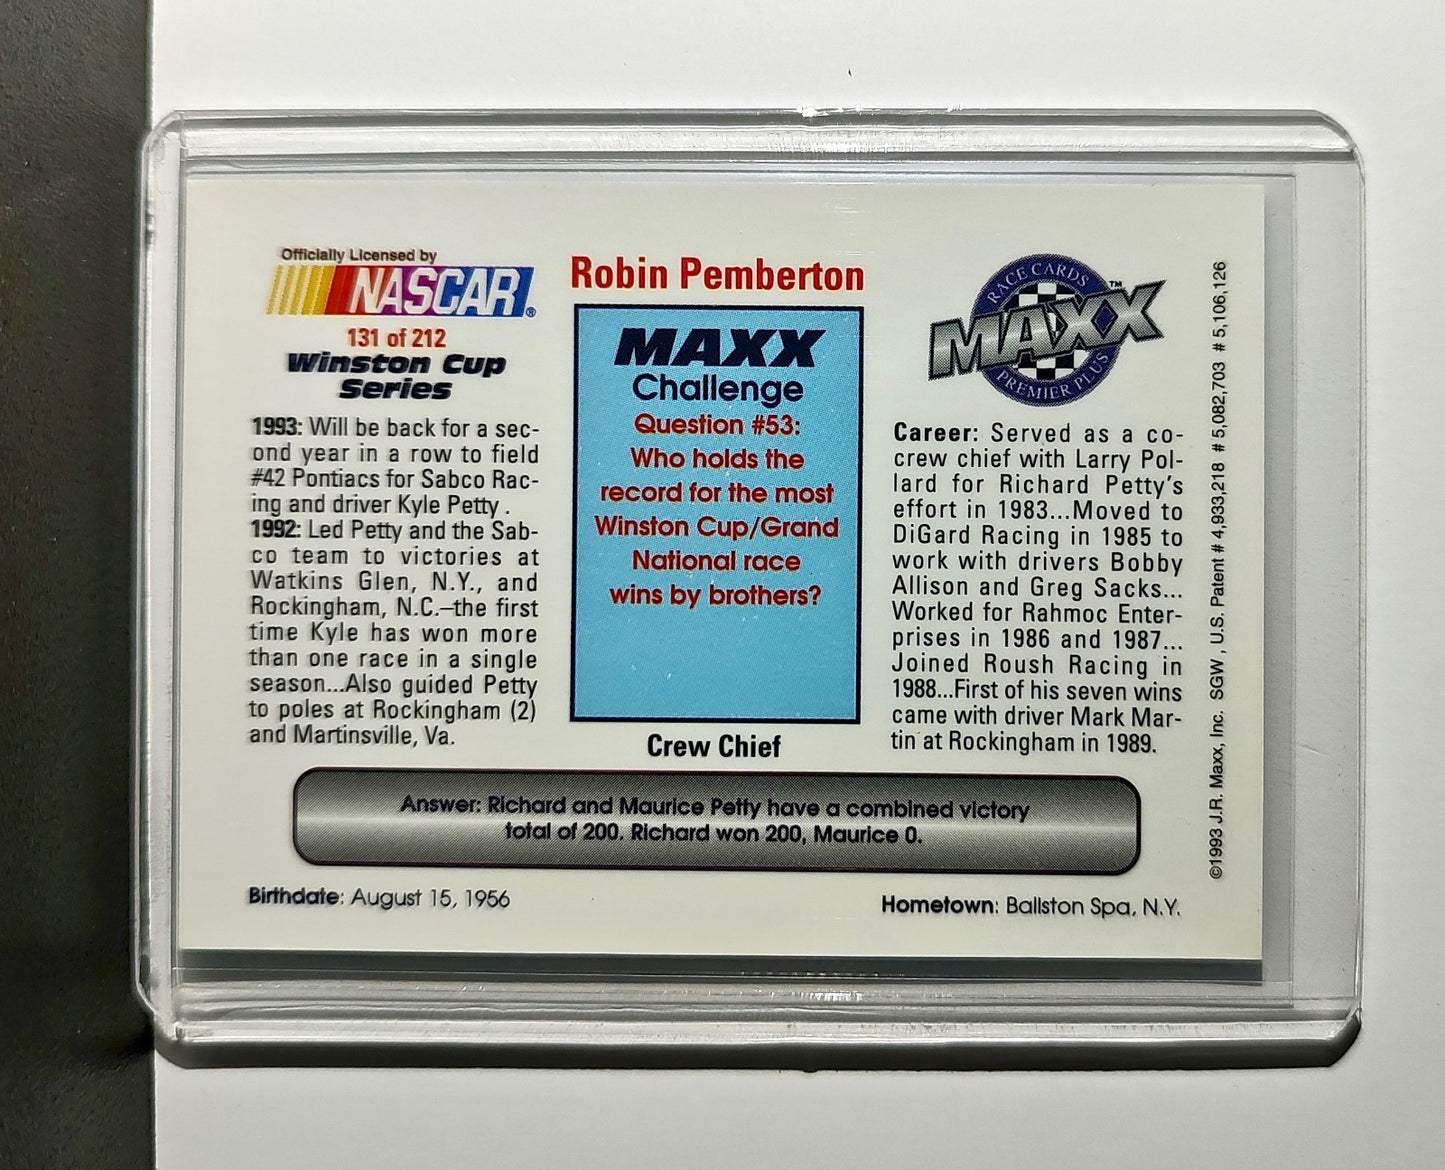 Officially Licensed by
NASCAR®
131 of 212
Winston Cup
Series
1993: Will be back for a sec-
ond year in a row to field
#42 Pontiacs for Sabco Rac-
ing and driver Kyle Petty .
1992: Led Petty and the Sab-
co team to victories at
Watkins Glen, N.Y., and
Rockingham, N.C.–the first
time Kyle has won more
than one race in a single
season...Also guided Petty
to poles at Rockingham (2)
and Martinsville, Va.
Robin Pemberton
MAXX
Challenge
Question #53:
Who holds the
record for the most
Winston Cup/Grand
National race
wins by brothers?
Crew Chief
RACE CARDS
MAXX™
PREMIER PLUS
Career: Served as a co-
crew chief with Larry Pol-
lard for Richard Petty's
effort in 1983...Moved to
DiGard Racing in 1985 to
work with drivers Bobby
Allison and Greg Sacks...
Worked for Rahmoc Enter-
prises in 1986 and 1987...
Joined Roush Racing in
1988...First of his seven wins
came with driver Mark Mar-
tin at Rockingham in 1989.
Answer: Richard and Maurice Petty have a combined victory
total of 200. Richard won 200, Maurice 0.
Birthdate: August 15, 1956
Hometown: Ballston Spa, N.Y.
©1993 J.R. Maxx, Inc. SGW , U.S. Patent # 4,933,218 # 5,082,703 # 5,106,126